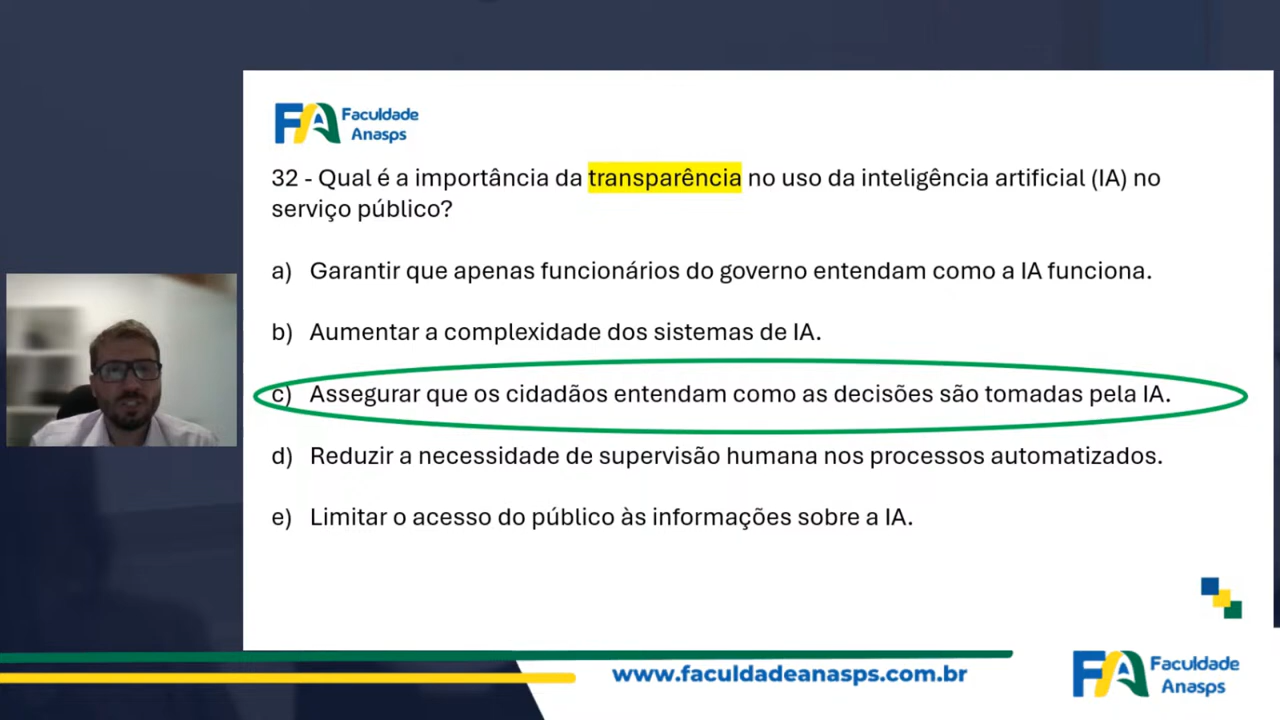 FA Faculdade
Anasps
32 - Qual é a importância da transparência no uso da inteligência artificial (IA) no
serviço público?
a) Garantir que apenas funcionários do governo entendam como a IA funciona.
b) Aumentar a complexidade dos sistemas de IA.
c) Assegurar que os cidadãos entendam como as decisões são tomadas pela IA.
d) Reduzir a necessidade de supervisão humana nos processos automatizados.
e) Limitar o acesso do público às informações sobre a IA.
www.faculdadeanasps.com.br
FA Faculdade
Anasps